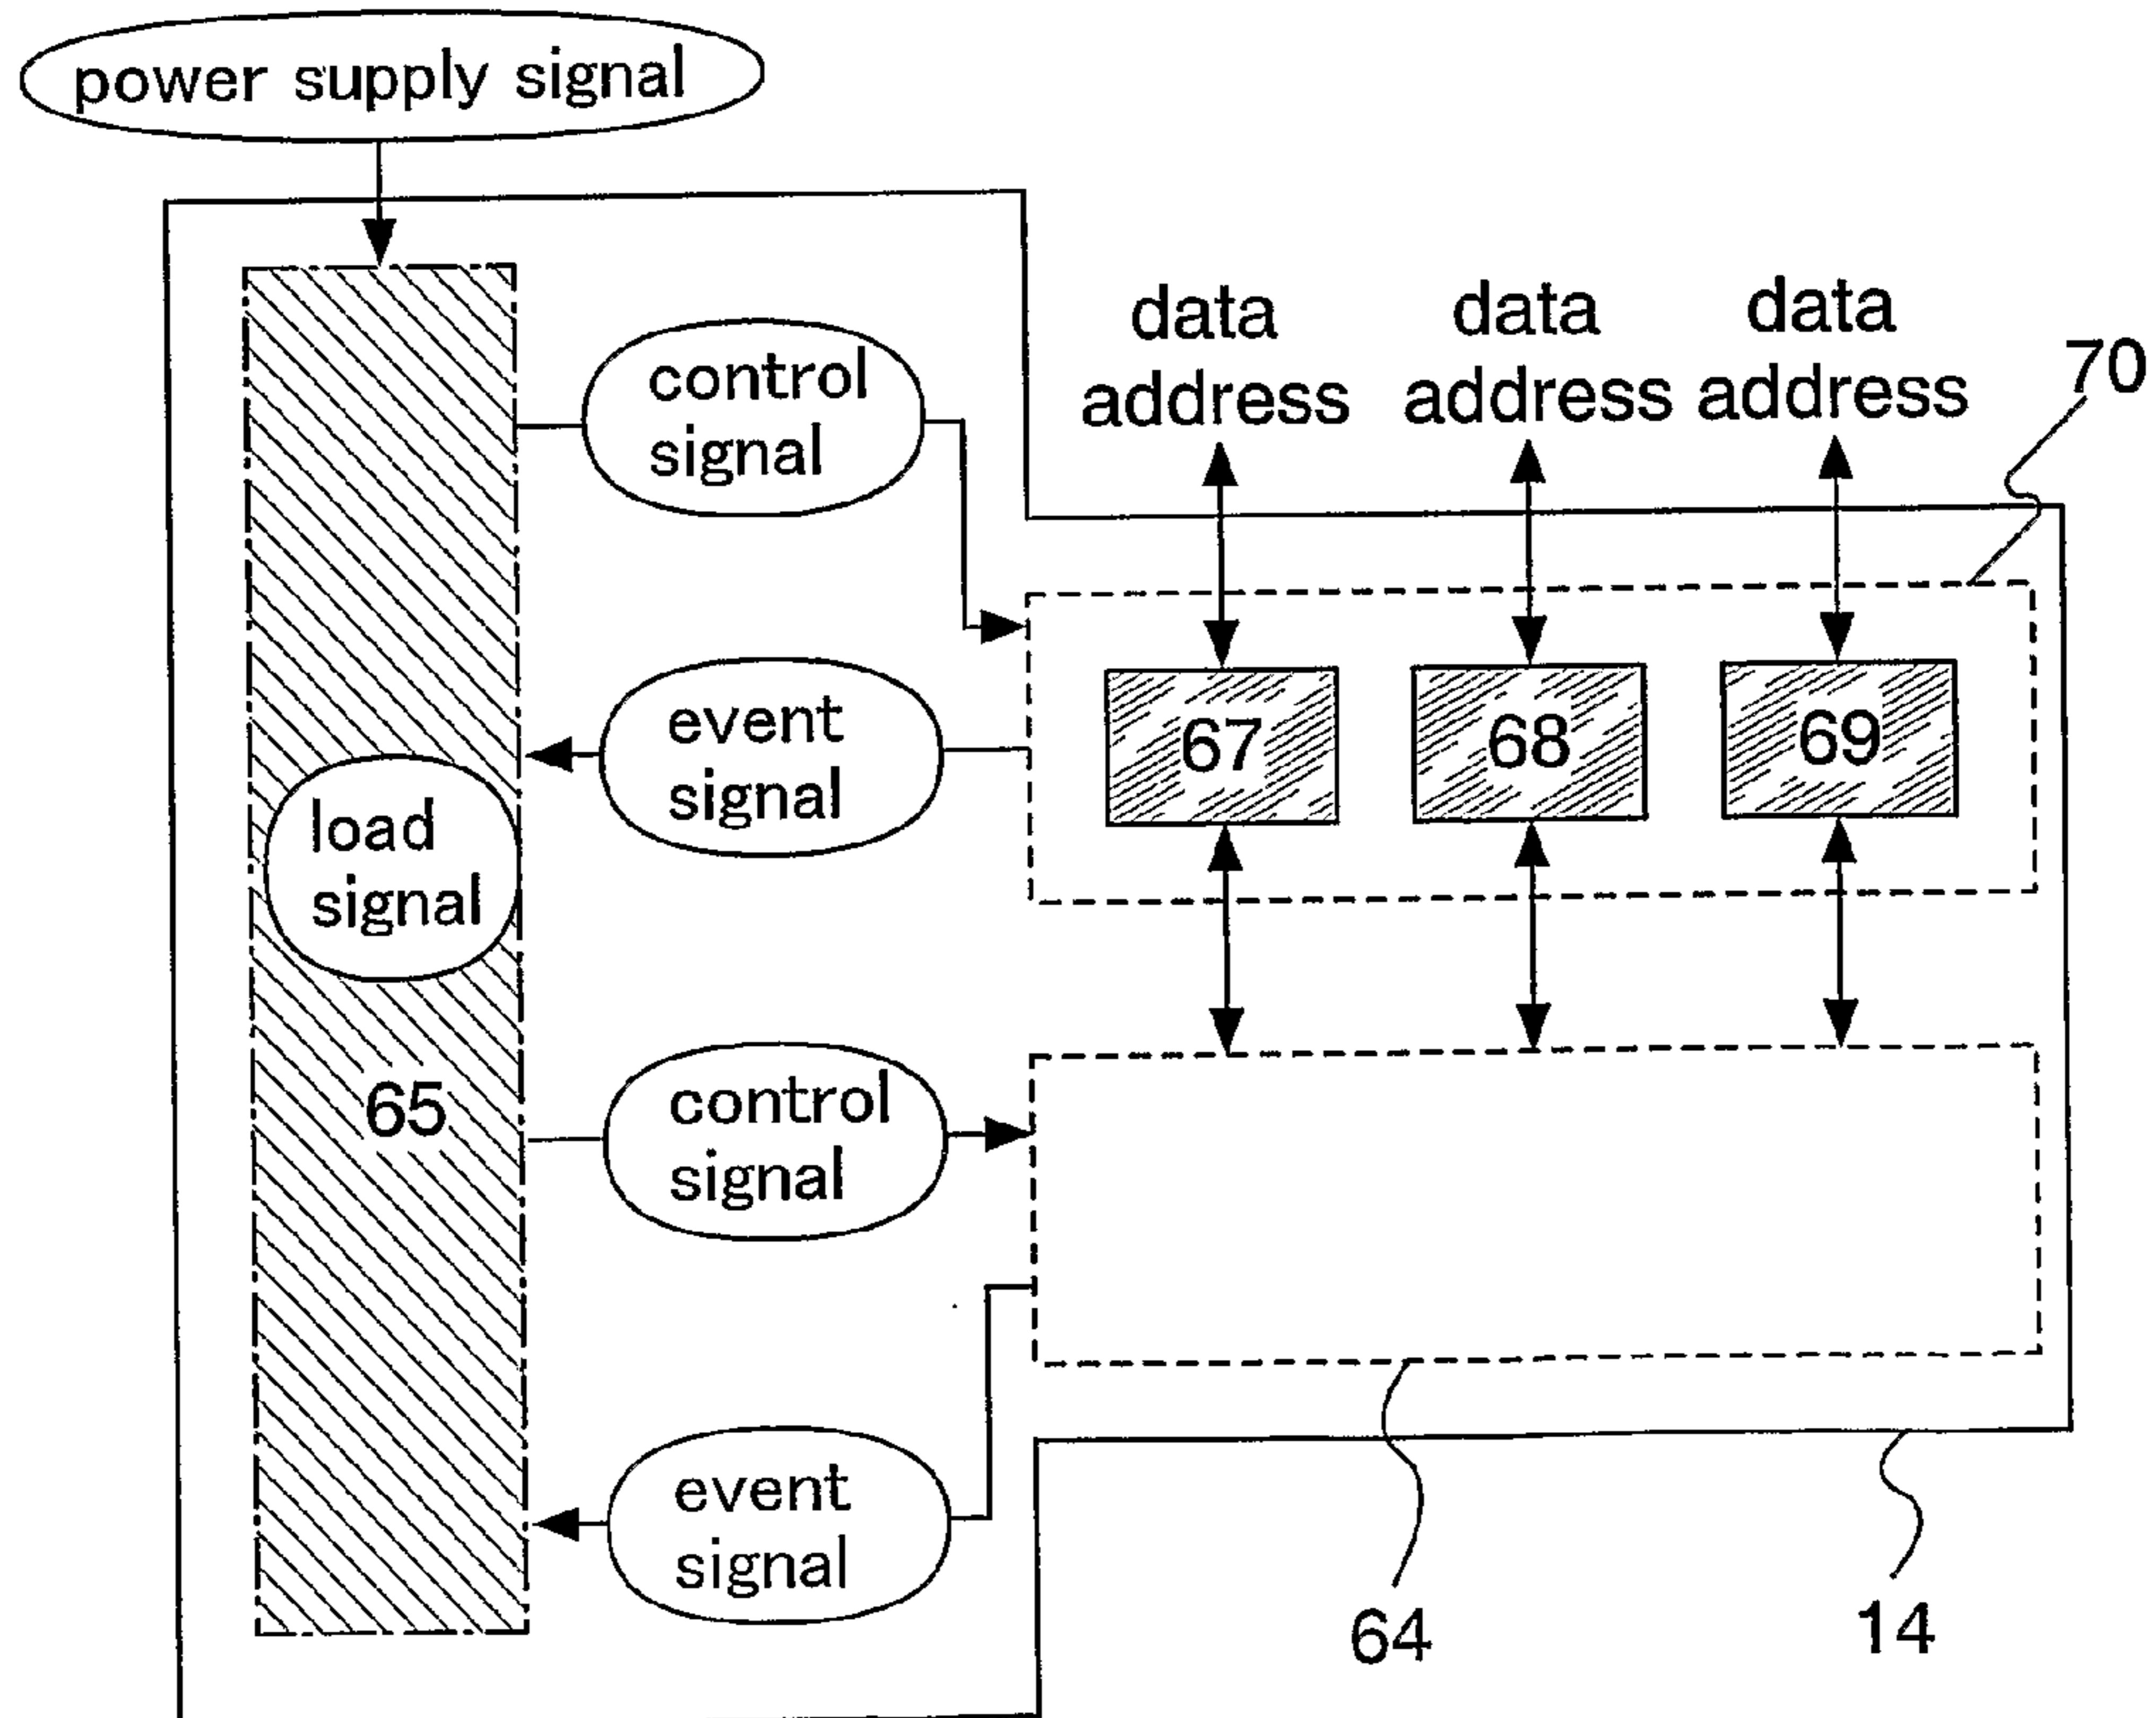 power supply signal
control
signal
data
address
data
address
data
address
70
event
signal
67
68
69
load
signal
65
control
signal
event
signal
64
14